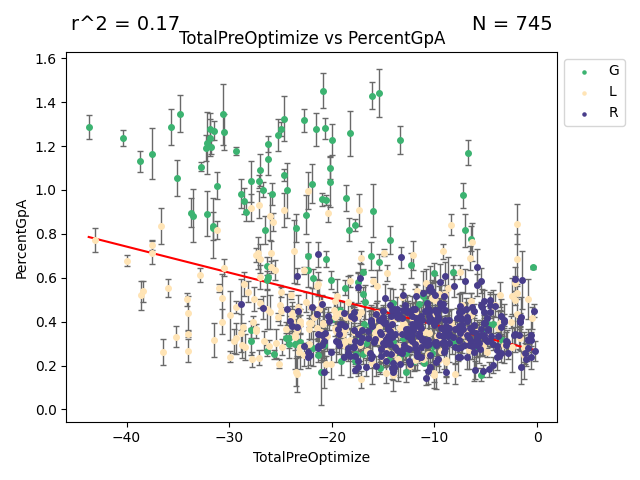 r^2 = 0.17
N = 745
TotalPreOptimize vs PercentGpA
G
L
R
1.6
1.4
1.2
1.0
0.8
0.6
0.4
0.2
0.0
PercentGpA
−40
−30
−20
−10
0
TotalPreOptimize